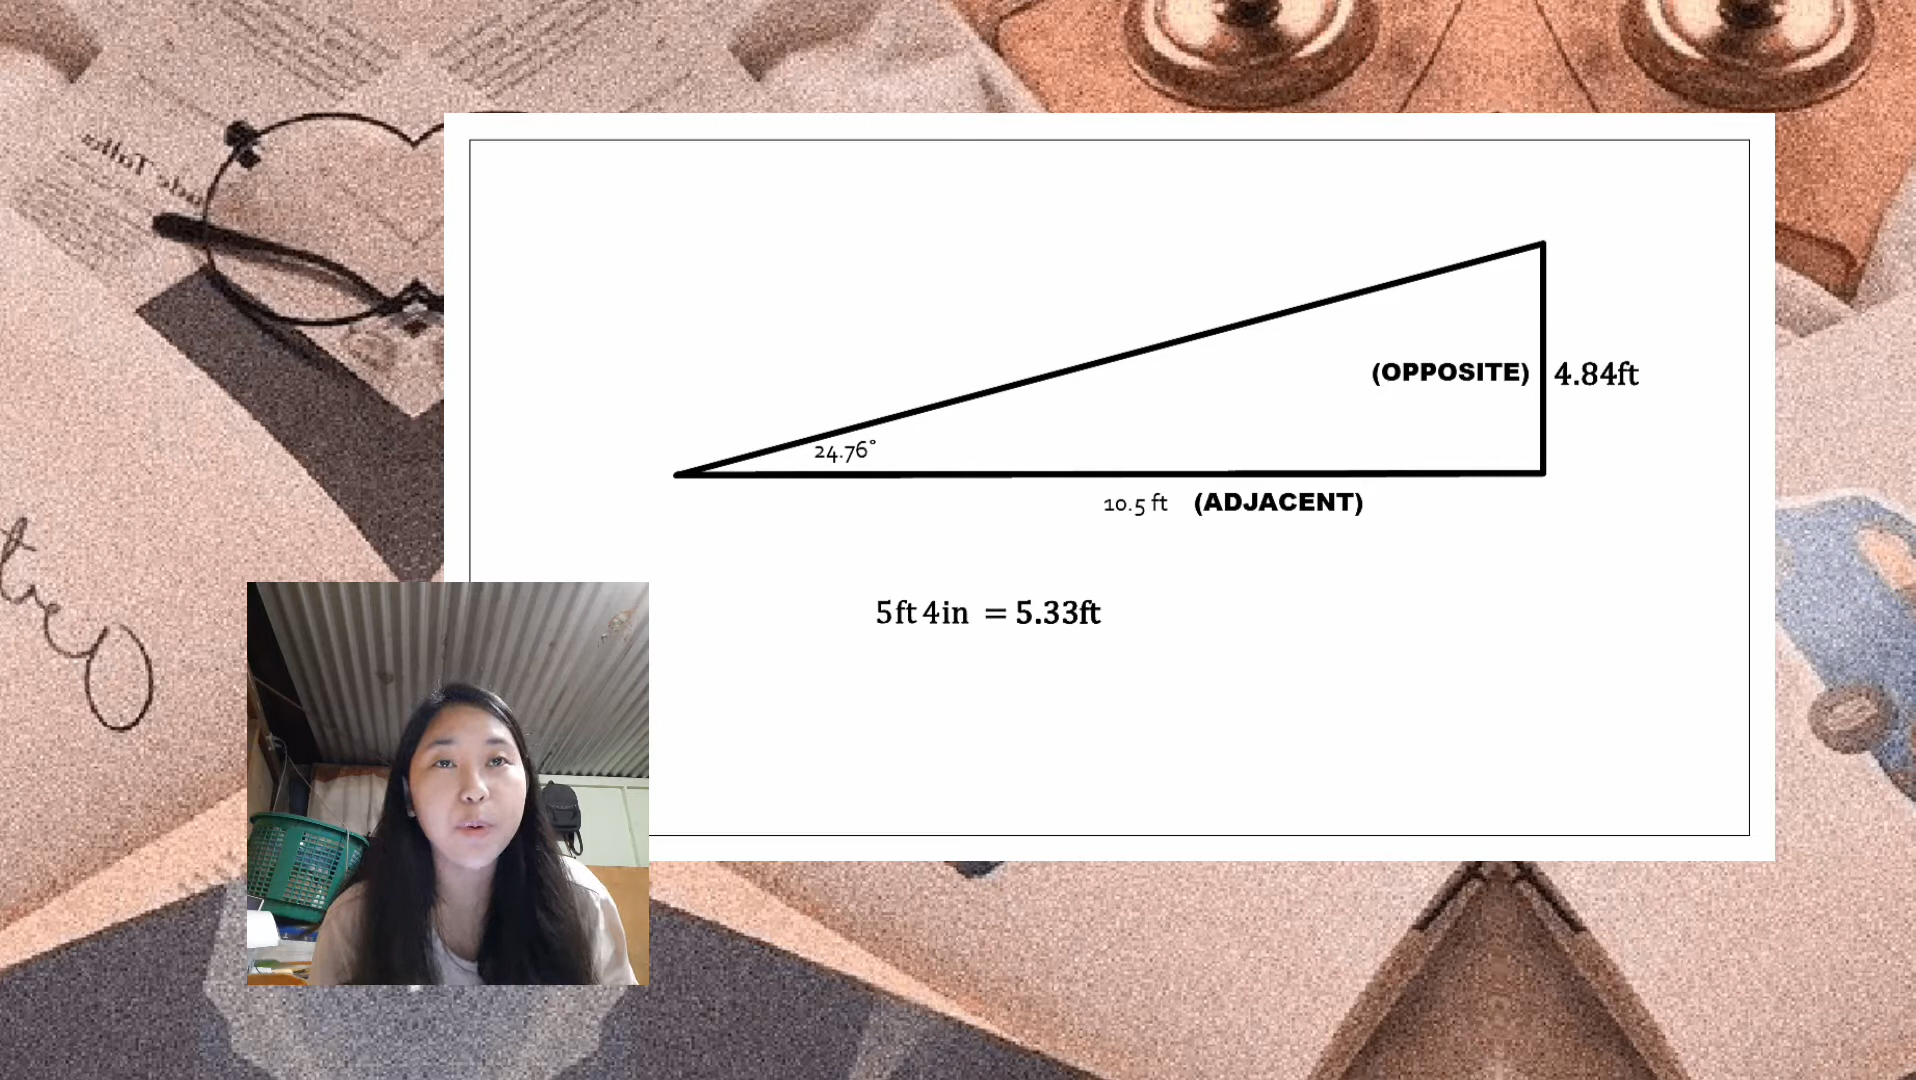 (OPPOSITE) 4.84ft
24.76°
10.5 ft (ADJACENT)
5ft 4in = 5.33ft